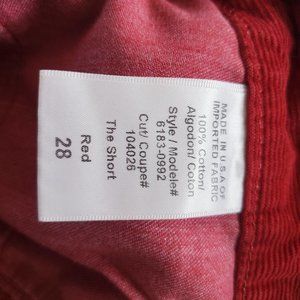 MADE IN U.S.A OF
IMPORTED FABRIC
100% Cotton/
Algodon/ Coton
Style / Modele#
6183-0992
Cut/ Coupe#
104026
The Short
Red
28